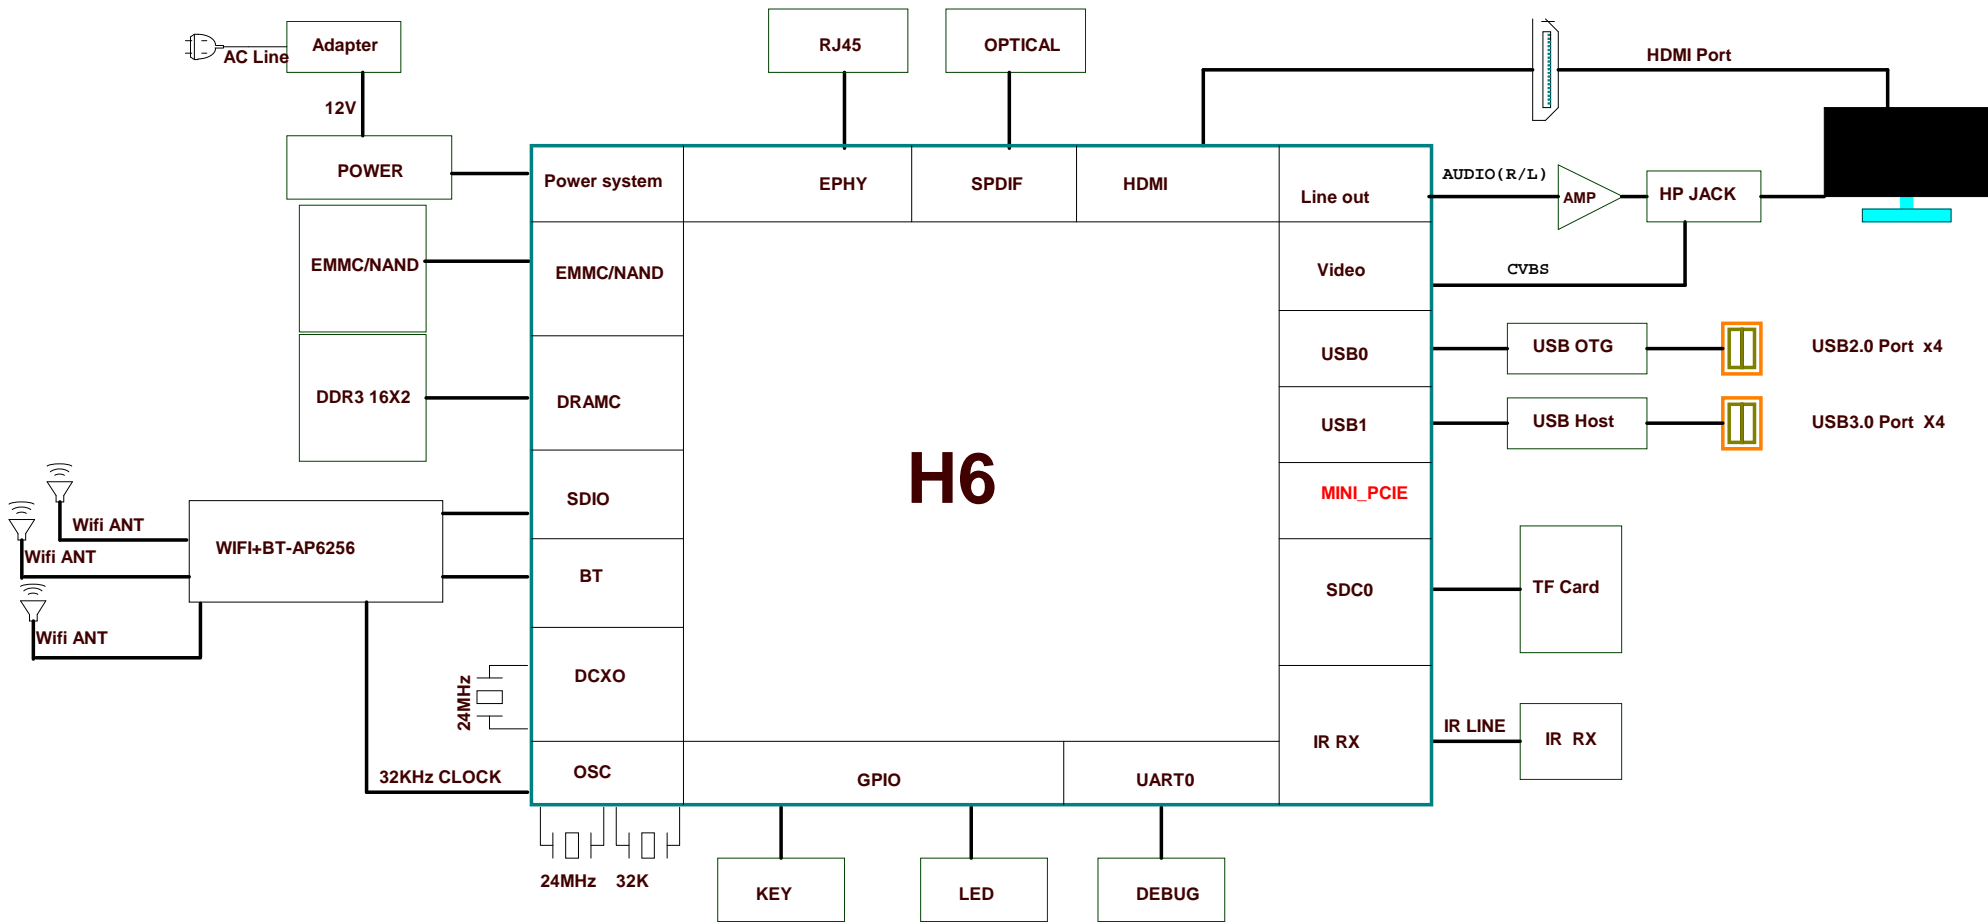 Adapter
AC Line
12V
POWER
RJ45
OPTICAL
HDMI Port
Power system
EPHY
SPDIF
HDMI
Line out
AUDIO(R/L)
AMP
HP JACK
EMMC/NAND
EMMC/NAND
Video
CVBS
DDR3 16X2
DRAMC
USB0
USB OTG
USB2.0 Port  x4
USB1
USB Host
USB3.0 Port  X4
H6
SDIO
MINI_PCIE
Wifi ANT
WIFI+BT-AP6256
Wifi ANT
BT
SDC0
TF Card
Wifi ANT
DCXO
24MHz
IR RX
IR LINE
IR  RX
32KHz CLOCK
OSC
GPIO
UART0
24MHz
32K
KEY
LED
DEBUG